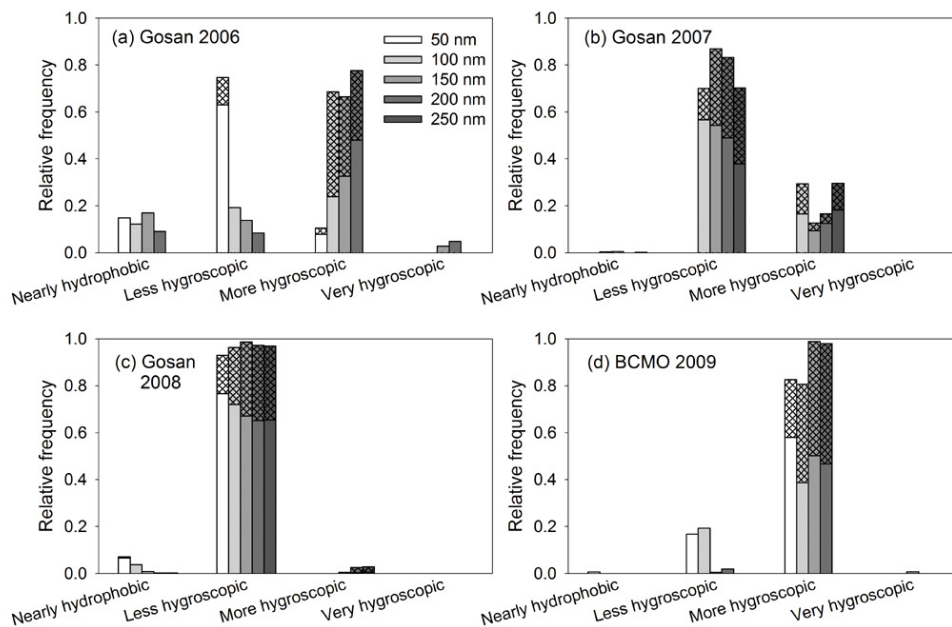 (a) Gosan 2006
50 nm
100 nm
150 nm
200 nm
250 nm
Relative frequency
1.0
0.8
0.6
0.4
0.2
0.0
Nearly hydrophobic
Less hygroscopic
More hygroscopic
Very hygroscopic
(b) Gosan 2007
Relative frequency
1.0
0.8
0.6
0.4
0.2
0.0
Nearly hydrophobic
Less hygroscopic
More hygroscopic
Very hygroscopic
(c) Gosan
2008
Relative frequency
1.0
0.8
0.6
0.4
0.2
0.0
Nearly hydrophobic
Less hygroscopic
More hygroscopic
Very hygroscopic
(d) BCMO 2009
Relative frequency
1.0
0.8
0.6
0.4
0.2
0.0
Nearly hydrophobic
Less hygroscopic
More hygroscopic
Very hygroscopic